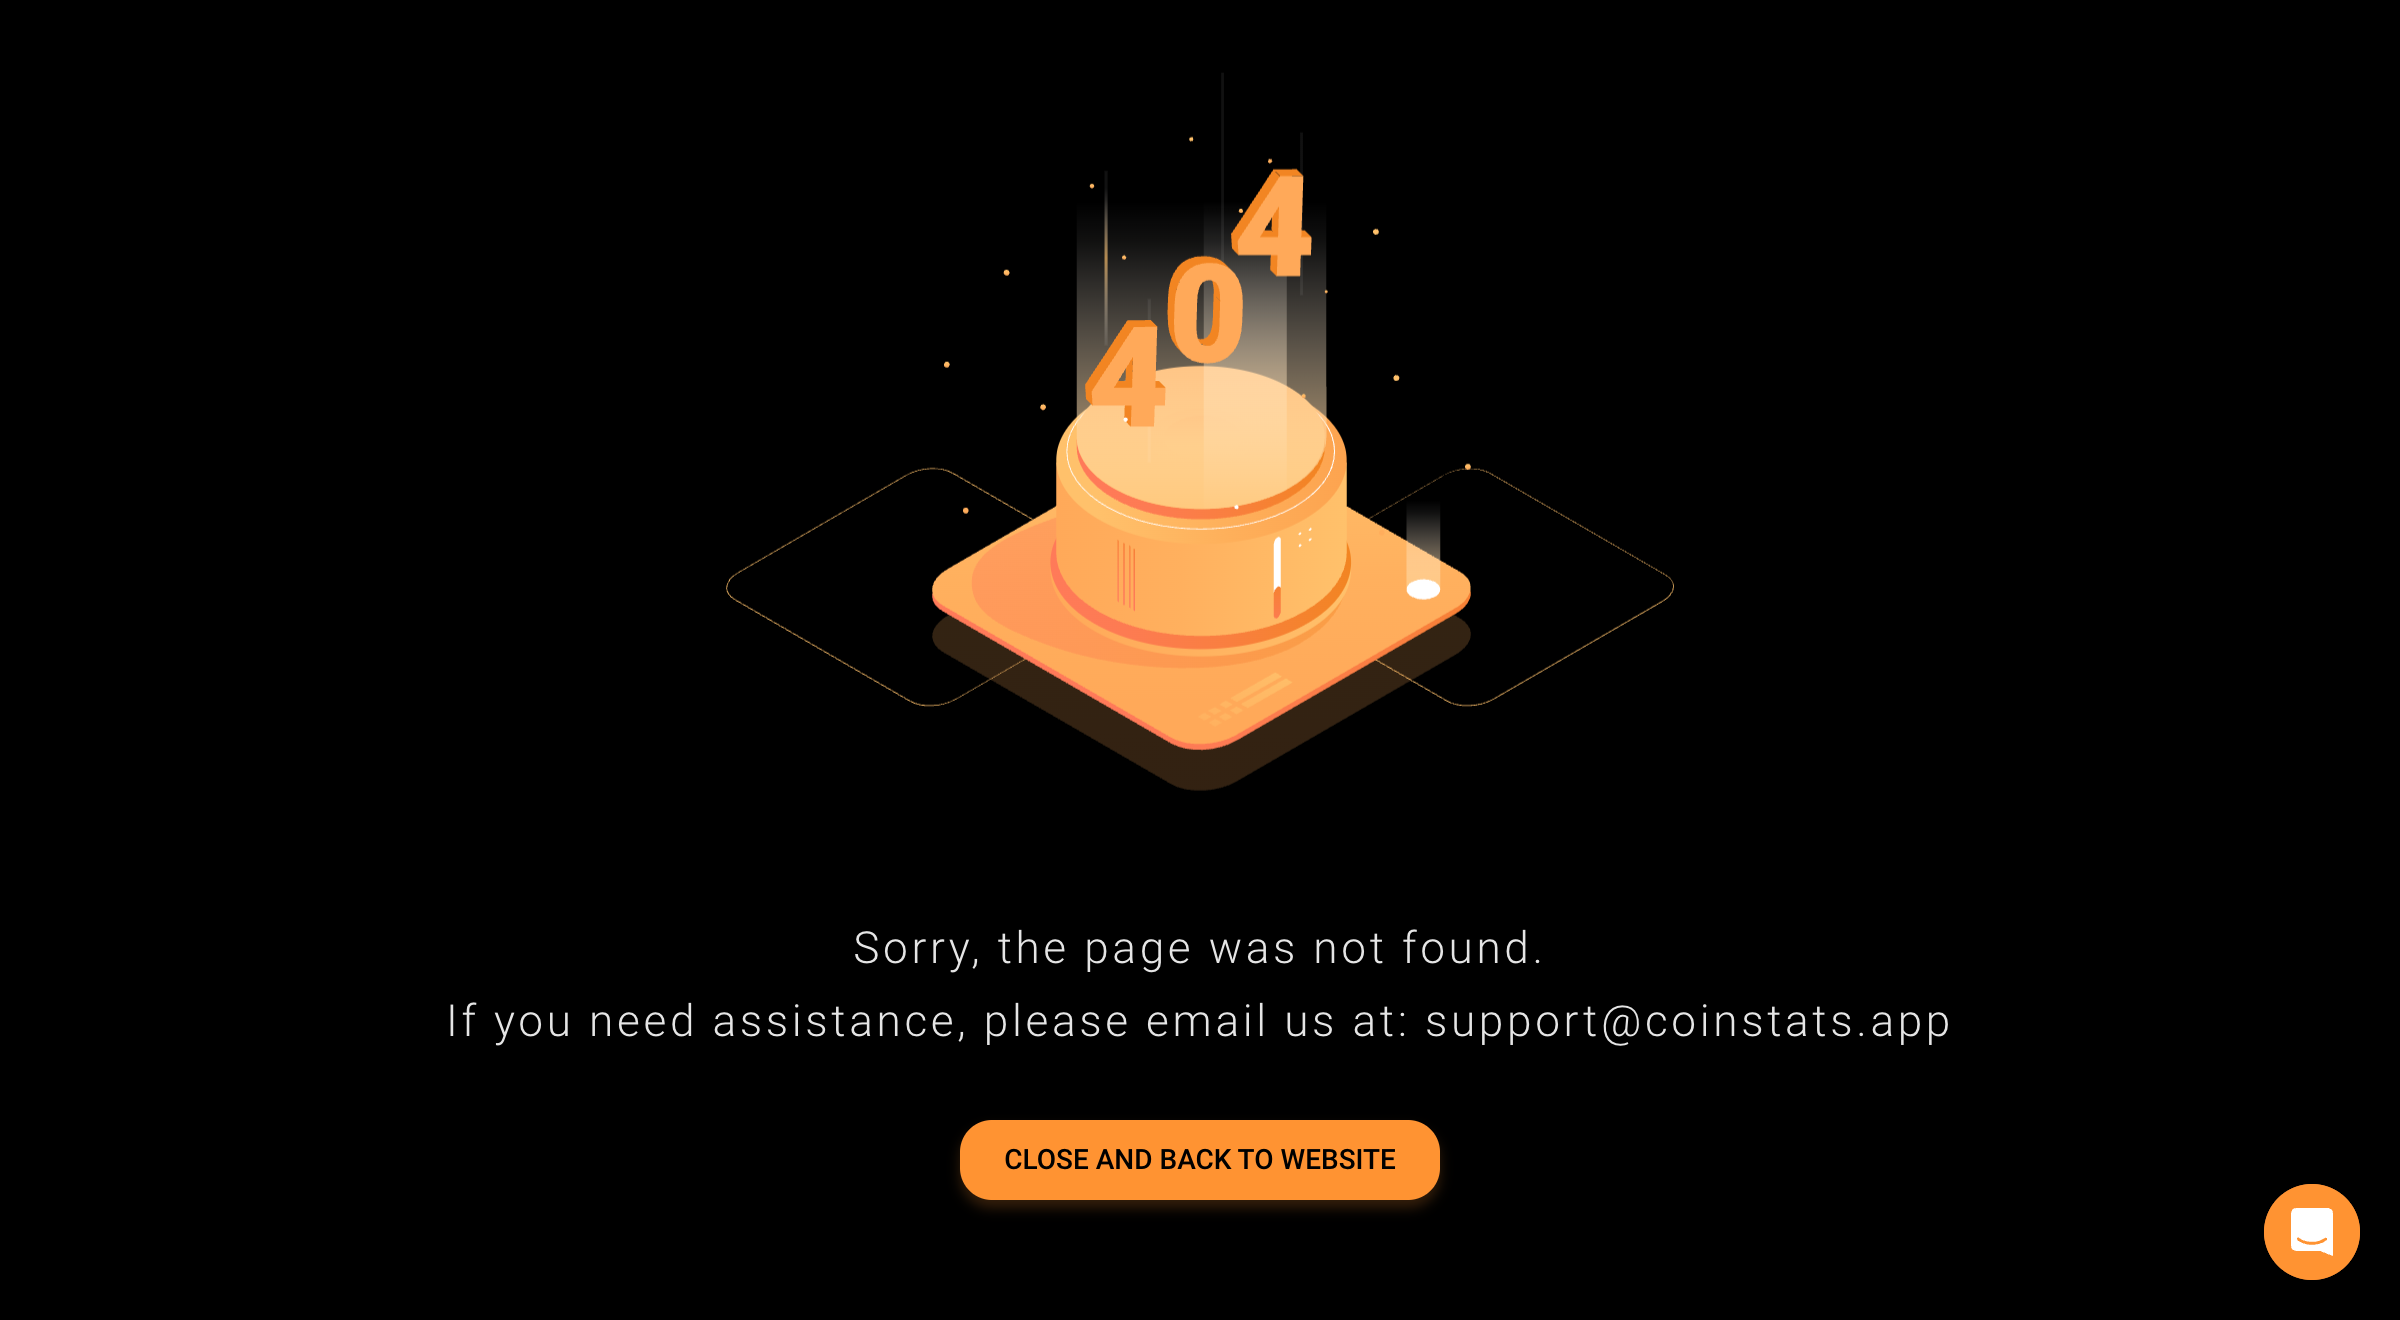 404
Sorry, the page was not found.
If you need assistance, please email us at: support@coinstats.app
CLOSE AND BACK TO WEBSITE